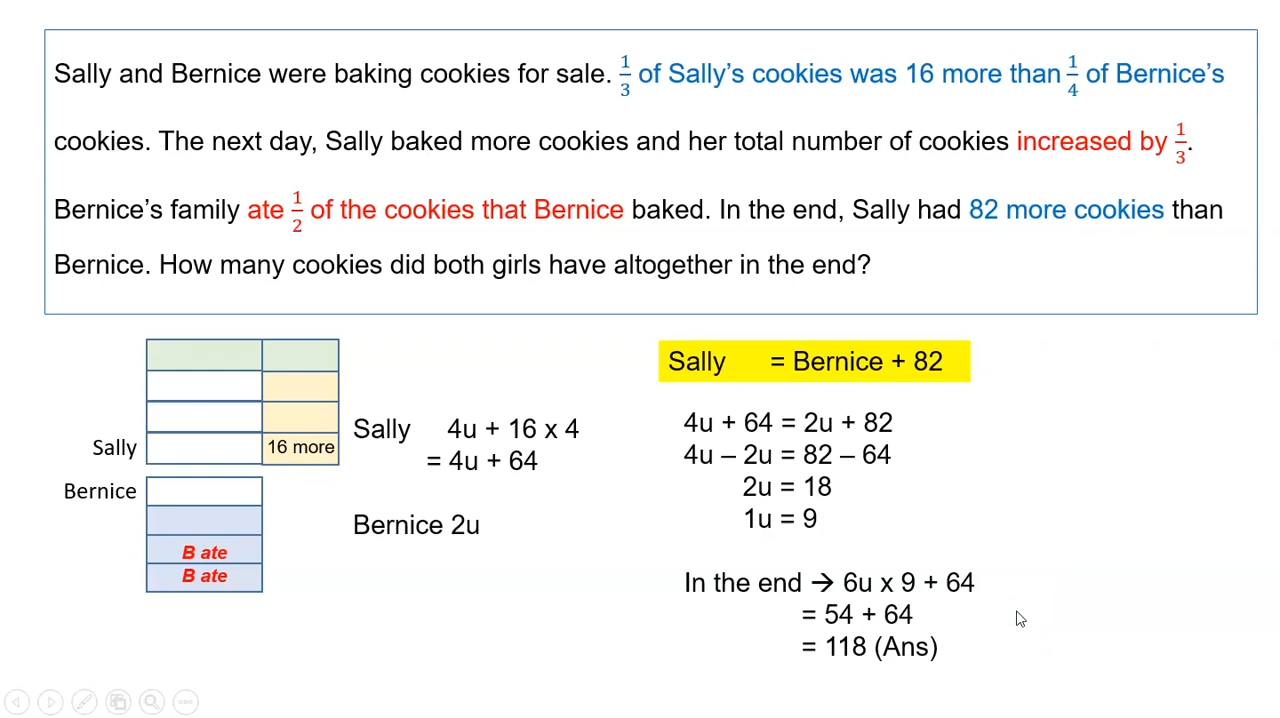 Sally and Bernice were baking cookies for sale. 1/3 of Sally’s cookies was 16 more than 1/4 of Bernice’s
cookies. The next day, Sally baked more cookies and her total number of cookies increased by 1/3.
Bernice’s family ate 1/2 of the cookies that Bernice baked. In the end, Sally had 82 more cookies than
Bernice. How many cookies did both girls have altogether in the end?
Sally
16 more
Bernice
B ate
B ate
Sally 4u + 16 x 4
= 4u + 64
Bernice 2u
Sally = Bernice + 82
4u + 64 = 2u + 82
4u – 2u = 82 – 64
2u = 18
1u = 9
In the end → 6u x 9 + 64
= 54 + 64
= 118 (Ans)